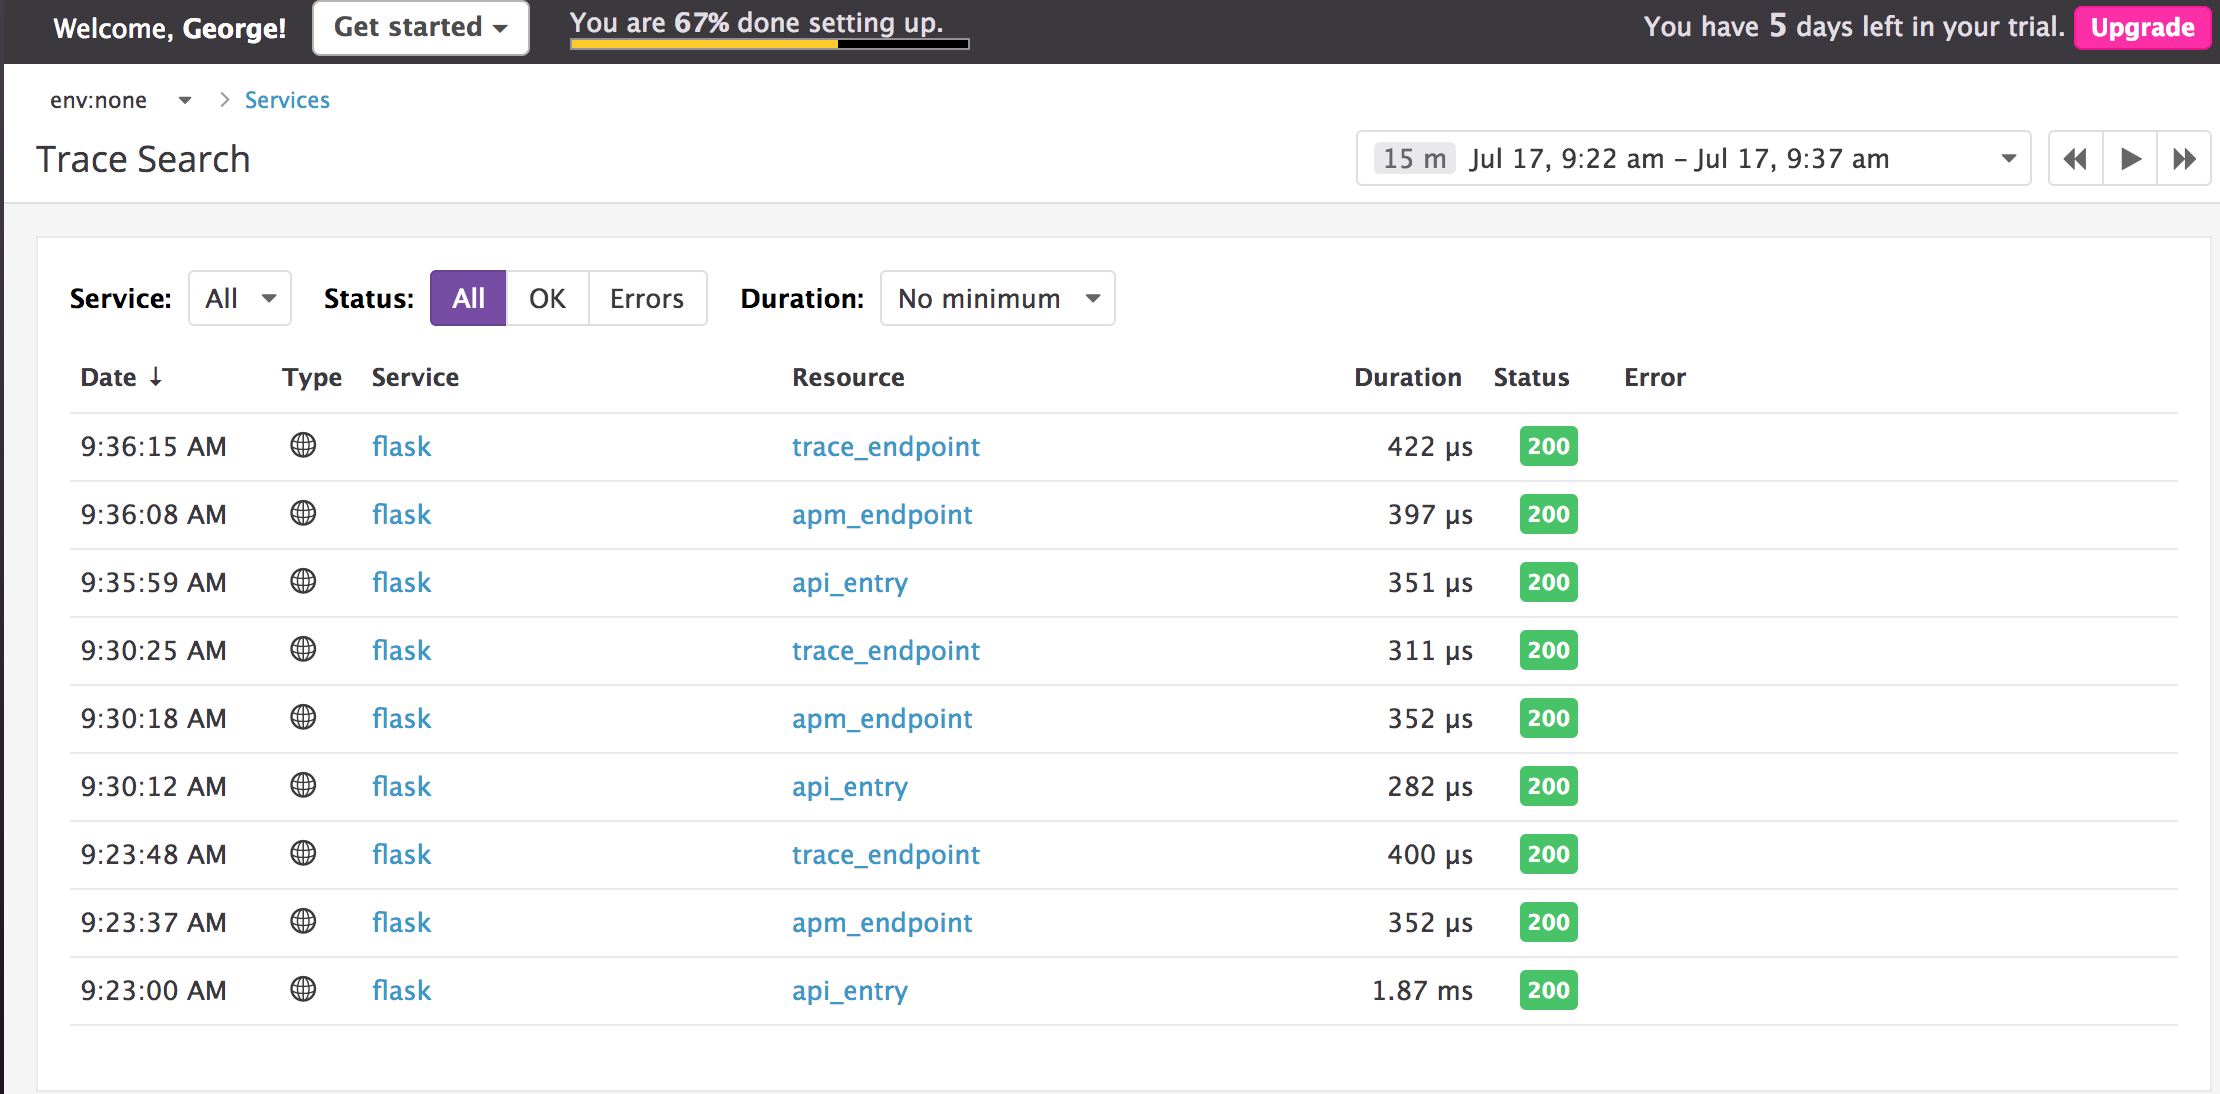 Welcome, George! Get started You are 67% done setting up. You have 5 days left in your trial. Upgrade
env:none > Services
Trace Search 15 m Jul 17, 9:22 am – Jul 17, 9:37 am
Service: All Status: All OK Errors Duration: No minimum
Date ↓ Type Service Resource Duration Status Error
9:36:15 AM flask trace_endpoint 422 µs 200
9:36:08 AM flask apm_endpoint 397 µs 200
9:35:59 AM flask api_entry 351 µs 200
9:30:25 AM flask trace_endpoint 311 µs 200
9:30:18 AM flask apm_endpoint 352 µs 200
9:30:12 AM flask api_entry 282 µs 200
9:23:48 AM flask trace_endpoint 400 µs 200
9:23:37 AM flask apm_endpoint 352 µs 200
9:23:00 AM flask api_entry 1.87 ms 200